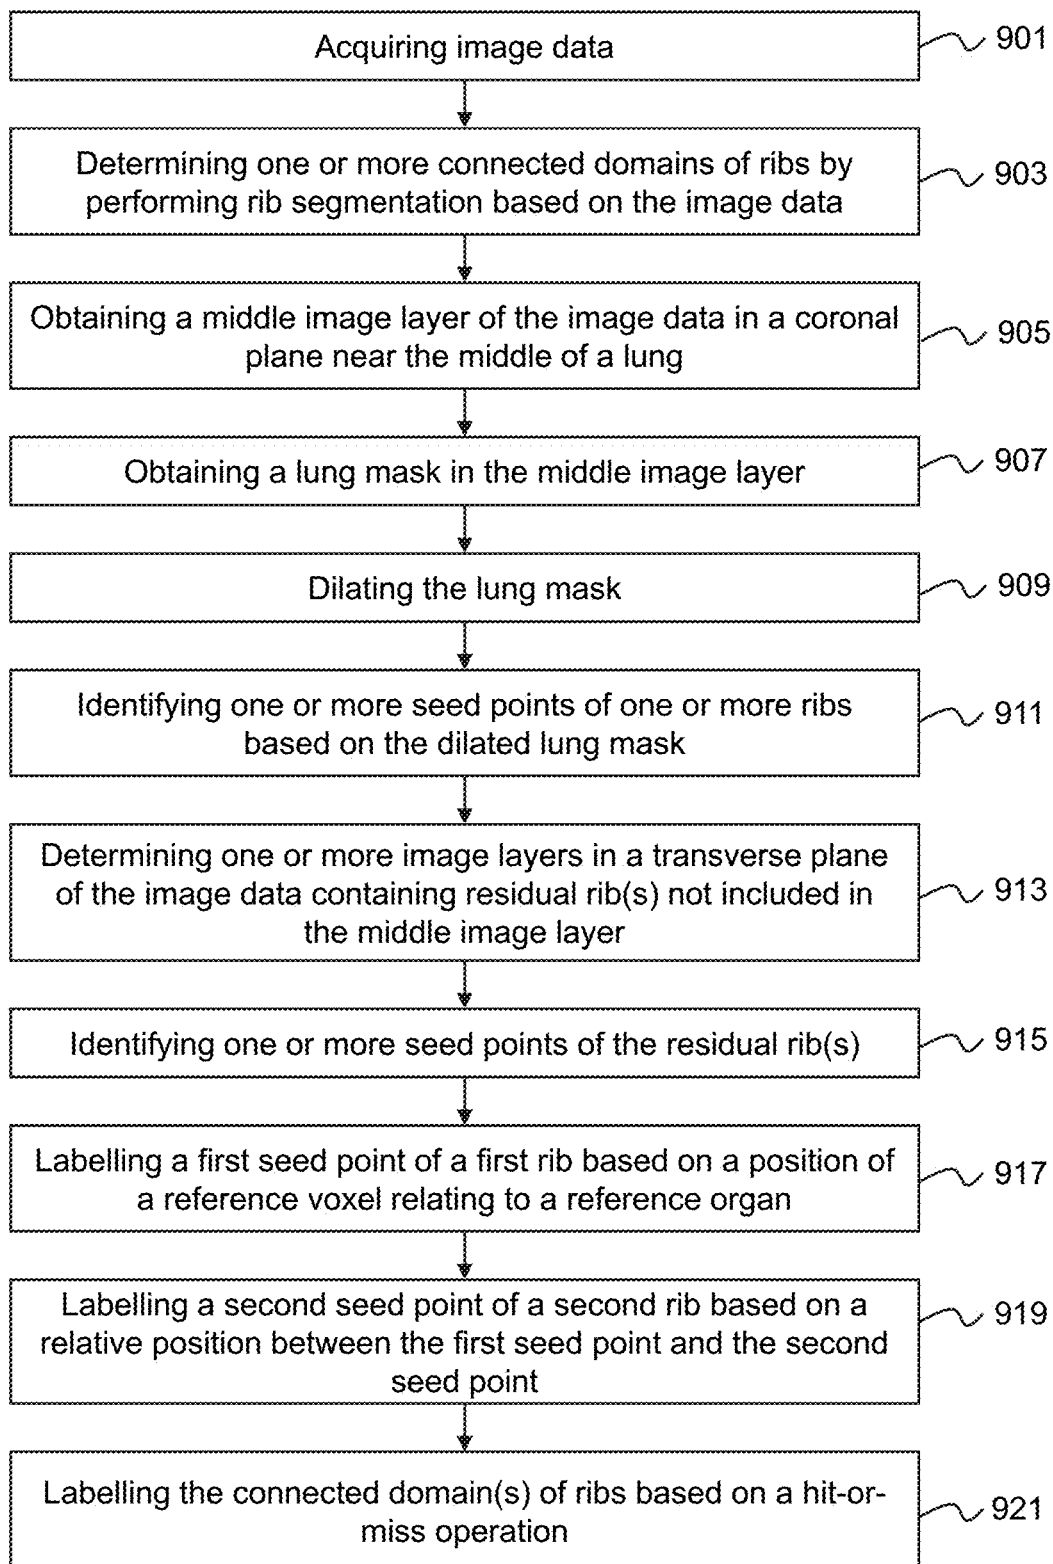 Acquiring image data
901
Determining one or more connected domains of ribs by
performing rib segmentation based on the image data
903
Obtaining a middle image layer of the image data in a coronal
plane near the middle of a lung
905
Obtaining a lung mask in the middle image layer
907
Dilating the lung mask
909
Identifying one or more seed points of one or more ribs
based on the dilated lung mask
911
Determining one or more image layers in a transverse plane
of the image data containing residual rib(s) not included in
the middle image layer
913
Identifying one or more seed points of the residual rib(s)
915
Labelling a first seed point of a first rib based on a position of
a reference voxel relating to a reference organ
917
Labelling a second seed point of a second rib based on a
relative position between the first seed point and the second
seed point
919
Labelling the connected domain(s) of ribs based on a hit-or-
miss operation
921